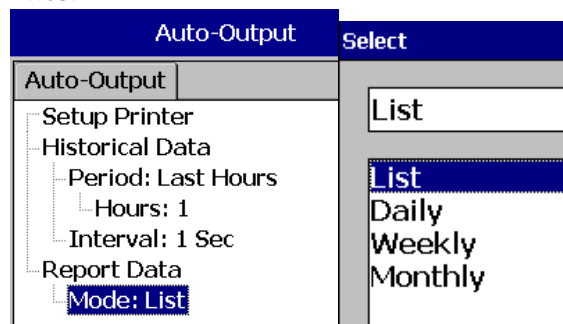 Auto-Output
Auto-Output
Setup Printer
Historical Data
Period: Last Hours
Hours: 1
Interval: 1 Sec
Report Data
Mode: List
Select
List
List
Daily
Weekly
Monthly